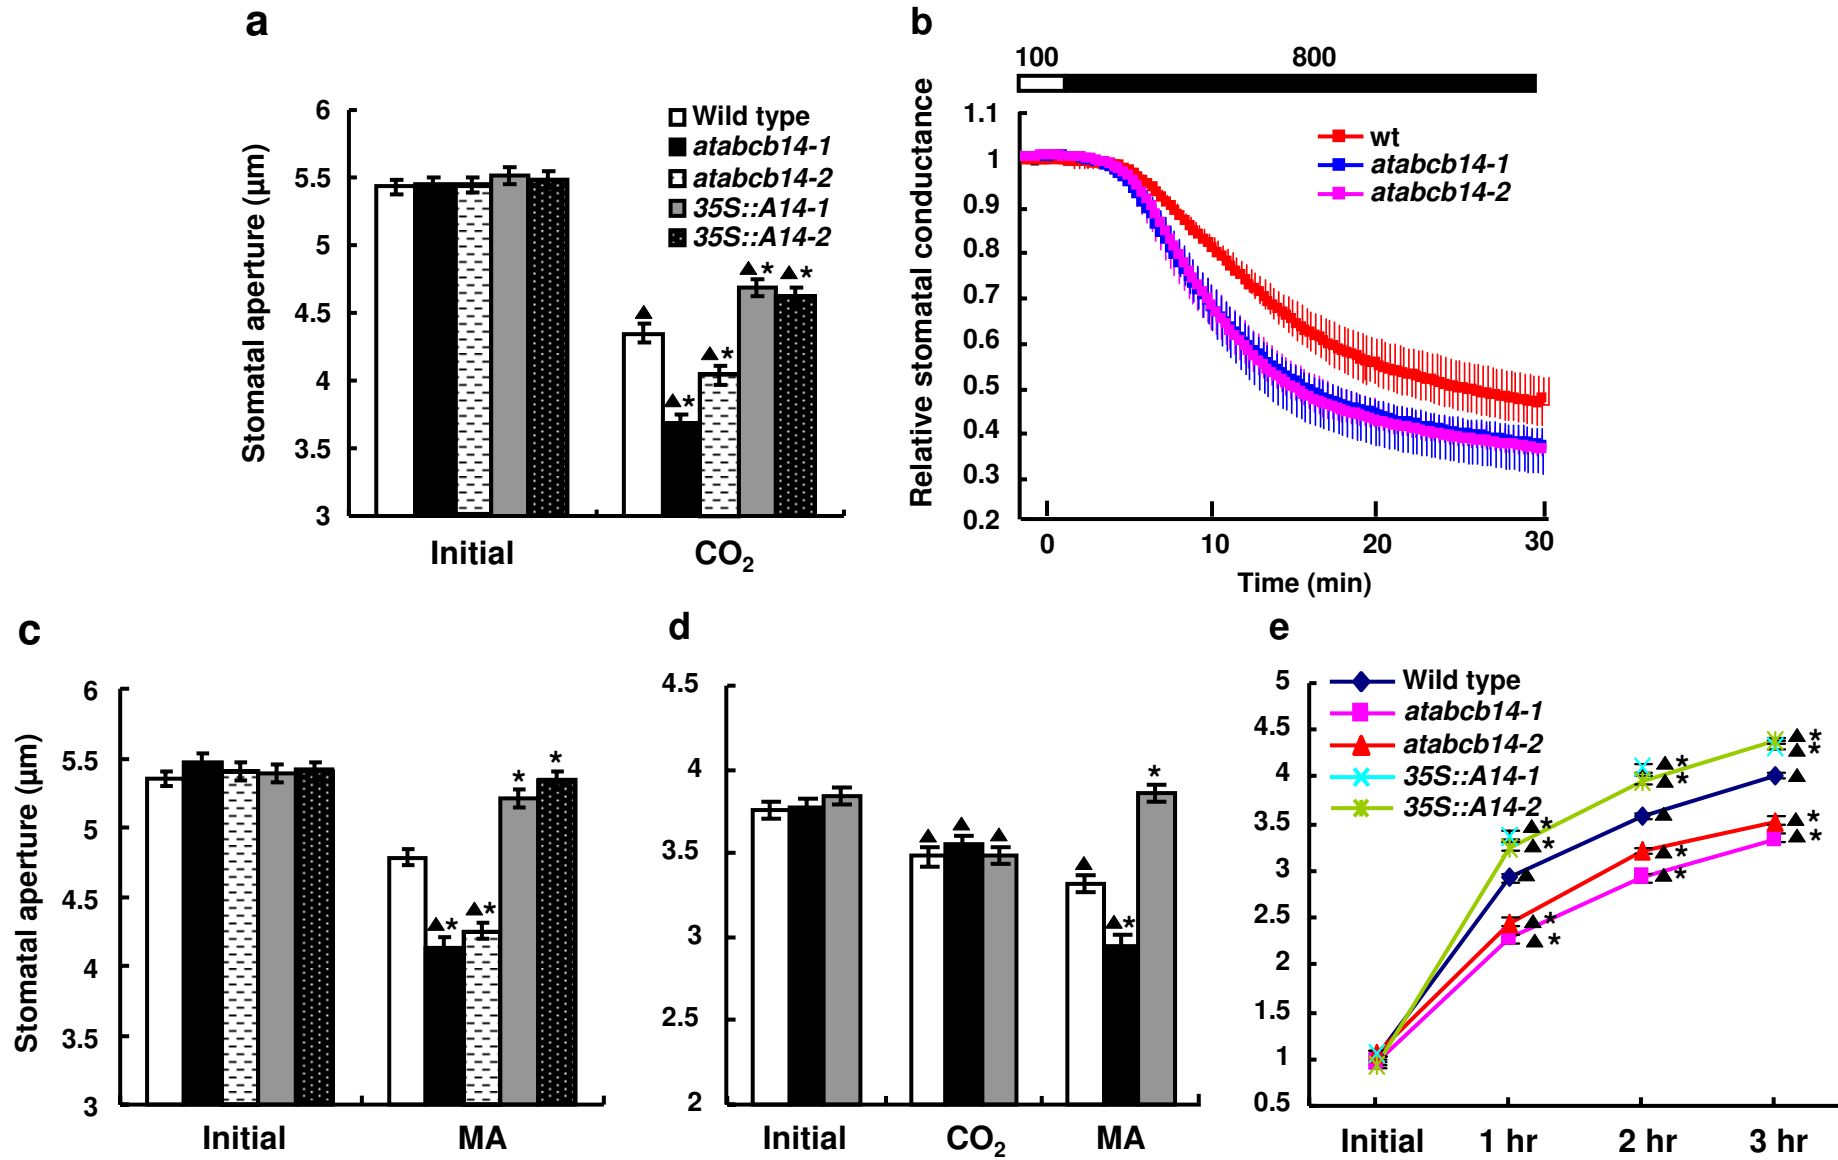 a
Stomatal aperture (µm)
6
5.5
5
4.5
4
3.5
3
Wild type
atabcb14-1
atabcb14-2
35S::A14-1
35S::A14-2
▲
▲*
▲*
▲*
▲*
Initial
CO₂
b
100
800
Relative stomatal conductance
1.1
1
0.9
0.8
0.7
0.6
0.5
0.4
0.3
0.2
wt
atabcb14-1
atabcb14-2
0
10
20
30
Time (min)
c
Stomatal aperture (µm)
6
5.5
5
4.5
4
3.5
3
▲*
▲*
*
*
Initial
MA
d
4.5
4
3.5
3
2.5
2
▲
▲
▲
▲
▲*
*
Initial
CO₂
MA
e
5
4.5
4
3.5
3
2.5
2
1.5
1
0.5
Wild type
atabcb14-1
atabcb14-2
35S::A14-1
35S::A14-2
▲*
▲*
▲
▲*
▲*
▲*
▲*
▲
▲*
▲*
▲*
▲*
▲
▲*
▲*
Initial
1 hr
2 hr
3 hr